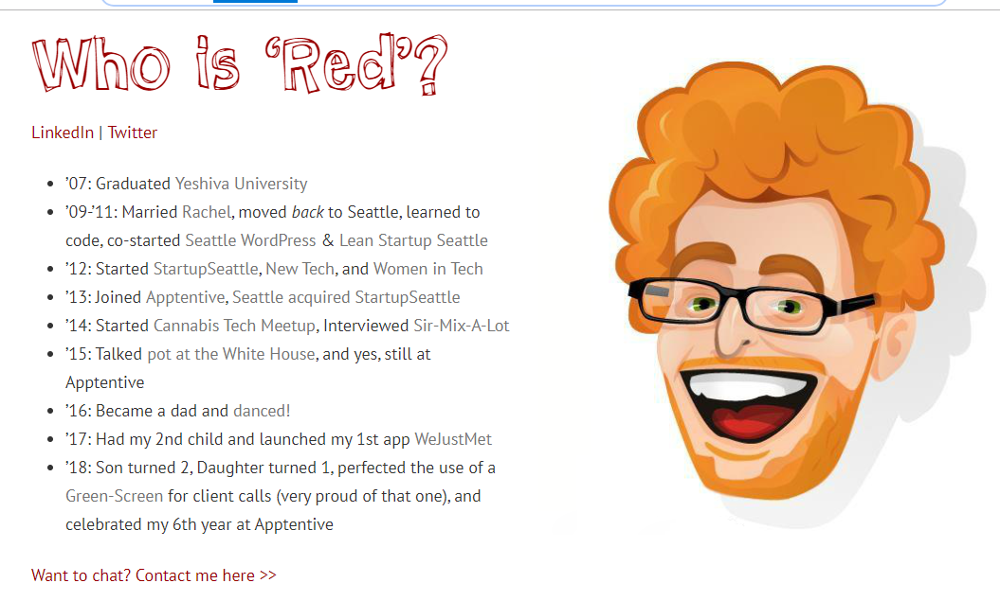 Who is ‘Red’?
LinkedIn | Twitter
• ’07: Graduated Yeshiva University
• ’09-’11: Married Rachel, moved back to Seattle, learned to
code, co-started Seattle WordPress & Lean Startup Seattle
• ’12: Started StartupSeattle, New Tech, and Women in Tech
• ’13: Joined Apptentive, Seattle acquired StartupSeattle
• ’14: Started Cannabis Tech Meetup, Interviewed Sir-Mix-A-Lot
• ’15: Talked pot at the White House, and yes, still at
Apptentive
• ’16: Became a dad and danced!
• ’17: Had my 2nd child and launched my 1st app WeJustMet
• ’18: Son turned 2, Daughter turned 1, perfected the use of a
Green-Screen for client calls (very proud of that one), and
celebrated my 6th year at Apptentive
Want to chat? Contact me here >>